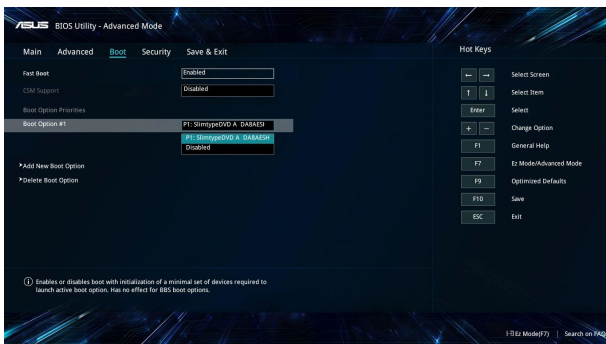 ASUS BIOS Utility - Advanced Mode
Main Advanced Boot Security Save & Exit
Hot Keys
Fast Boot Enabled
CSM Support Disabled
Boot Option Priorities
Boot Option #1 P1: SlimtypeDVD A DA8AESI
P1: SlimtypeDVD A DA8AESH
Disabled
Add New Boot Option
Delete Boot Option
← → Select Screen
↑ ↓ Select Item
Enter Select
+ − Change Option
F1 General Help
F7 Ez Mode/Advanced Mode
F9 Optimized Defaults
F10 Save
ESC Exit
Enables or disables boot with initialization of a minimal set of devices required to
launch active boot option. Has no effect for BBS boot options.
Ez Mode(F7) | Search on FAQ